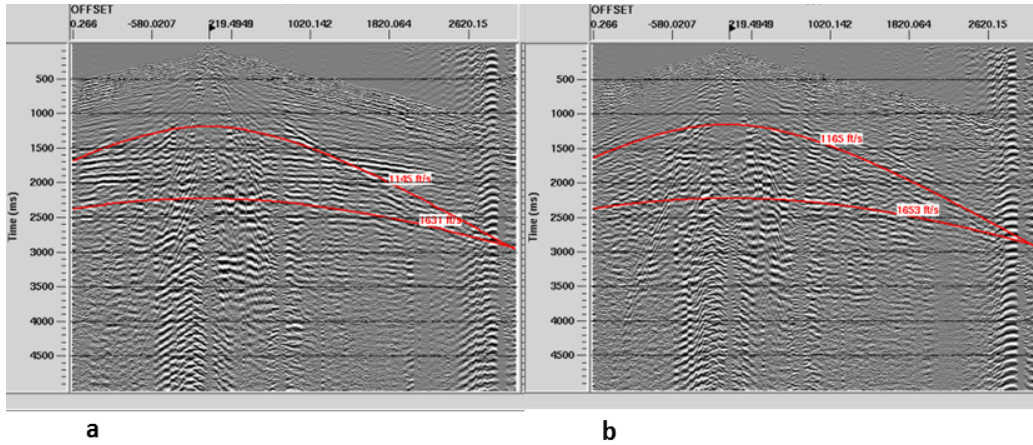 OFFSET
0.266 -580.0207 219.4949 1020.142 1820.064 2620.15
500
1000
1500
2000
2500
3000
3500
4000
4500
Time (ms)
1145 ft/s
1631 ft/s
a
OFFSET
0.266 -580.0207 219.4949 1020.142 1820.064 2620.15
500
1000
1500
2000
2500
3000
3500
4000
4500
Time (ms)
1165 ft/s
1653 ft/s
b